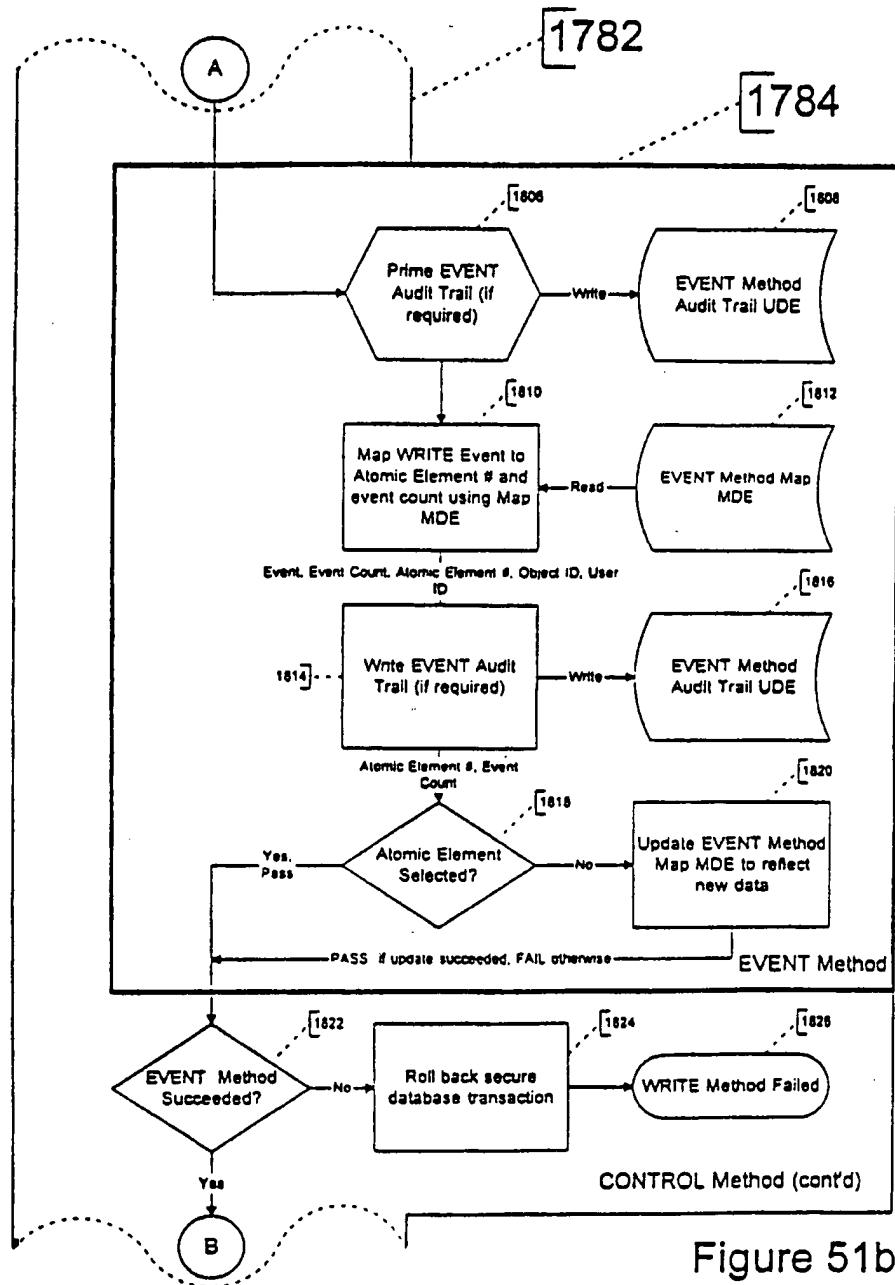 1782
A
1784
1806
1808
Prime EVENT
Audit Trail (if
required)
Write
EVENT Method
Audit Trail UDE
1810
1812
Map WRITE Event to
Atomic Element # and
event count using Map
MDE
Read
EVENT Method Map
MDE
Event, Event Count, Atomic Element #, Object ID, User
ID
1816
1814
Write EVENT Audit
Trail (if required)
Write
EVENT Method
Audit Trail UDE
Atomic Element #, Event
Count
1818
1820
Yes,
Pass
Atomic Element
Selected?
No
Update EVENT Method
Map MDE to reflect
new data
PASS if update succeeded, FAIL otherwise
EVENT Method
1822
1824
1826
EVENT Method
Succeeded?
No
Roll back secure
database transaction
WRITE Method Failed
Yes
CONTROL Method (cont'd)
B
Figure 51b